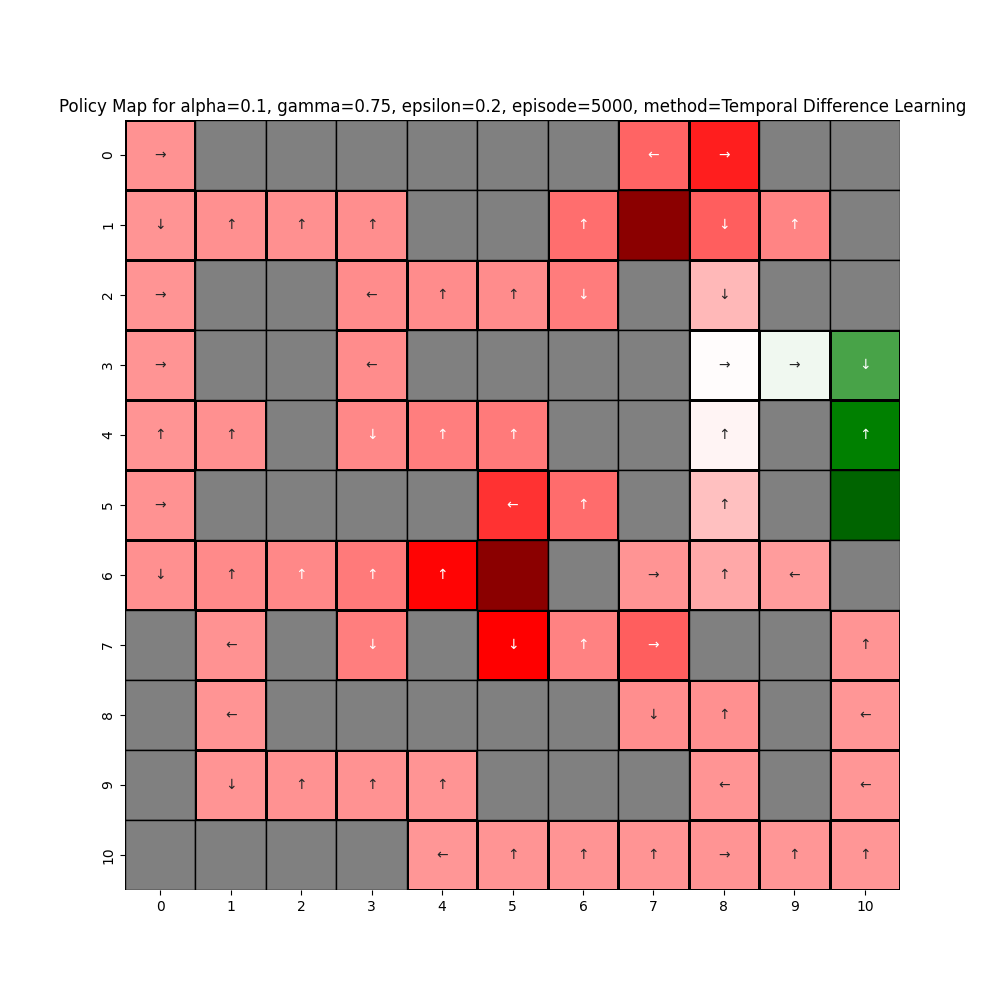 Policy Map for alpha=0.1, gamma=0.75, epsilon=0.2, episode=5000, method=Temporal Difference Learning
0 → ← →
1 ↓ ↑ ↑ ↑ ↑ ↓ ↑
2 → ← ↑ ↑ ↓ ↓
3 → ← → → ↓
4 ↑ ↑ ↓ ↑ ↑ ↑ ↑
5 → ← ↑ ↑
6 ↓ ↑ ↑ ↑ ↑ → ↑ ←
7 ← ↓ ↓ ↑ → ↑
8 ← ↓ ↑ ←
9 ↓ ↑ ↑ ↑ ← ←
10 ← ↑ ↑ ↑ → ↑ ↑
0 1 2 3 4 5 6 7 8 9 10